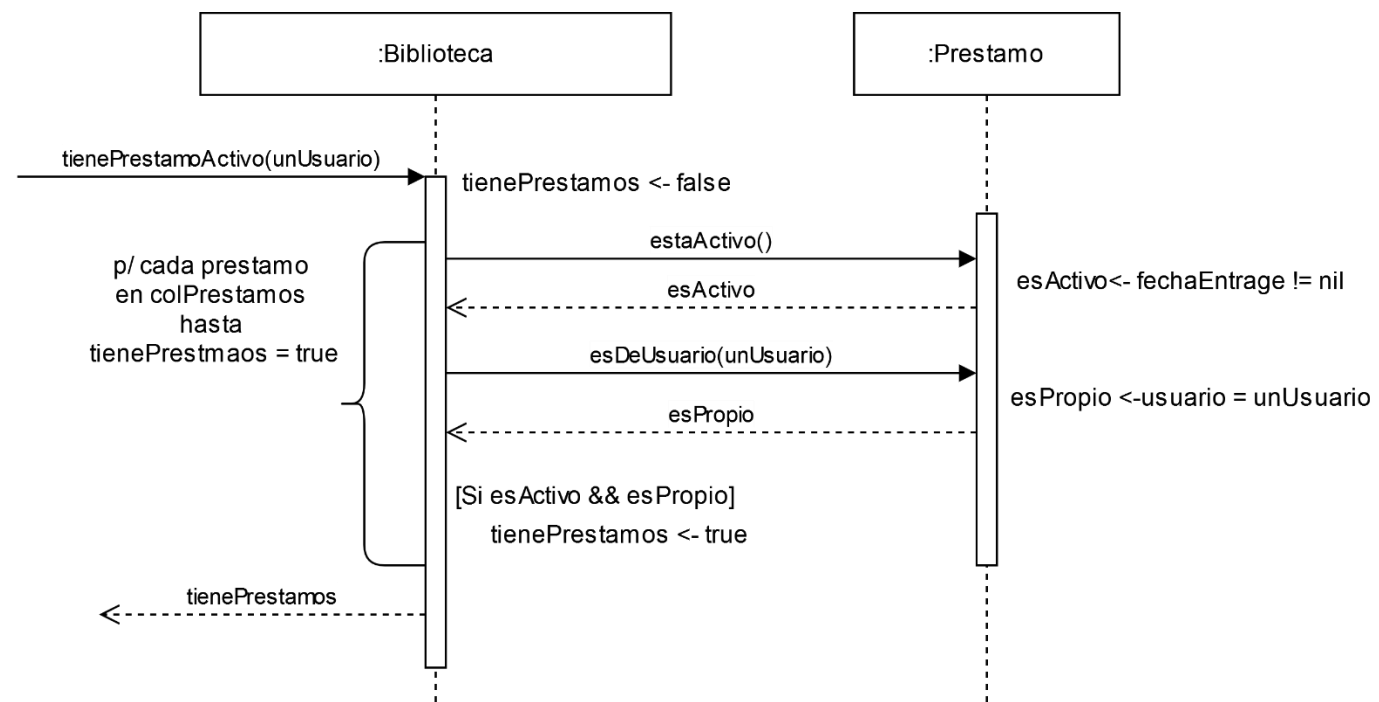 :Biblioteca
:Prestamo
tienePrestamoActivo(unUsuario)
tienePrestamos <- false
estaActivo()
p/ cada prestamo
en colPrestamos
hasta
tienePrestmaos = true
esActivo<- fechaEntrage != nil
esActivo
esDeUsuario(unUsuario)
esPropio <-usuario = unUsuario
esPropio
[Si esActivo && esPropio]
tienePrestamos <- true
tienePrestamos